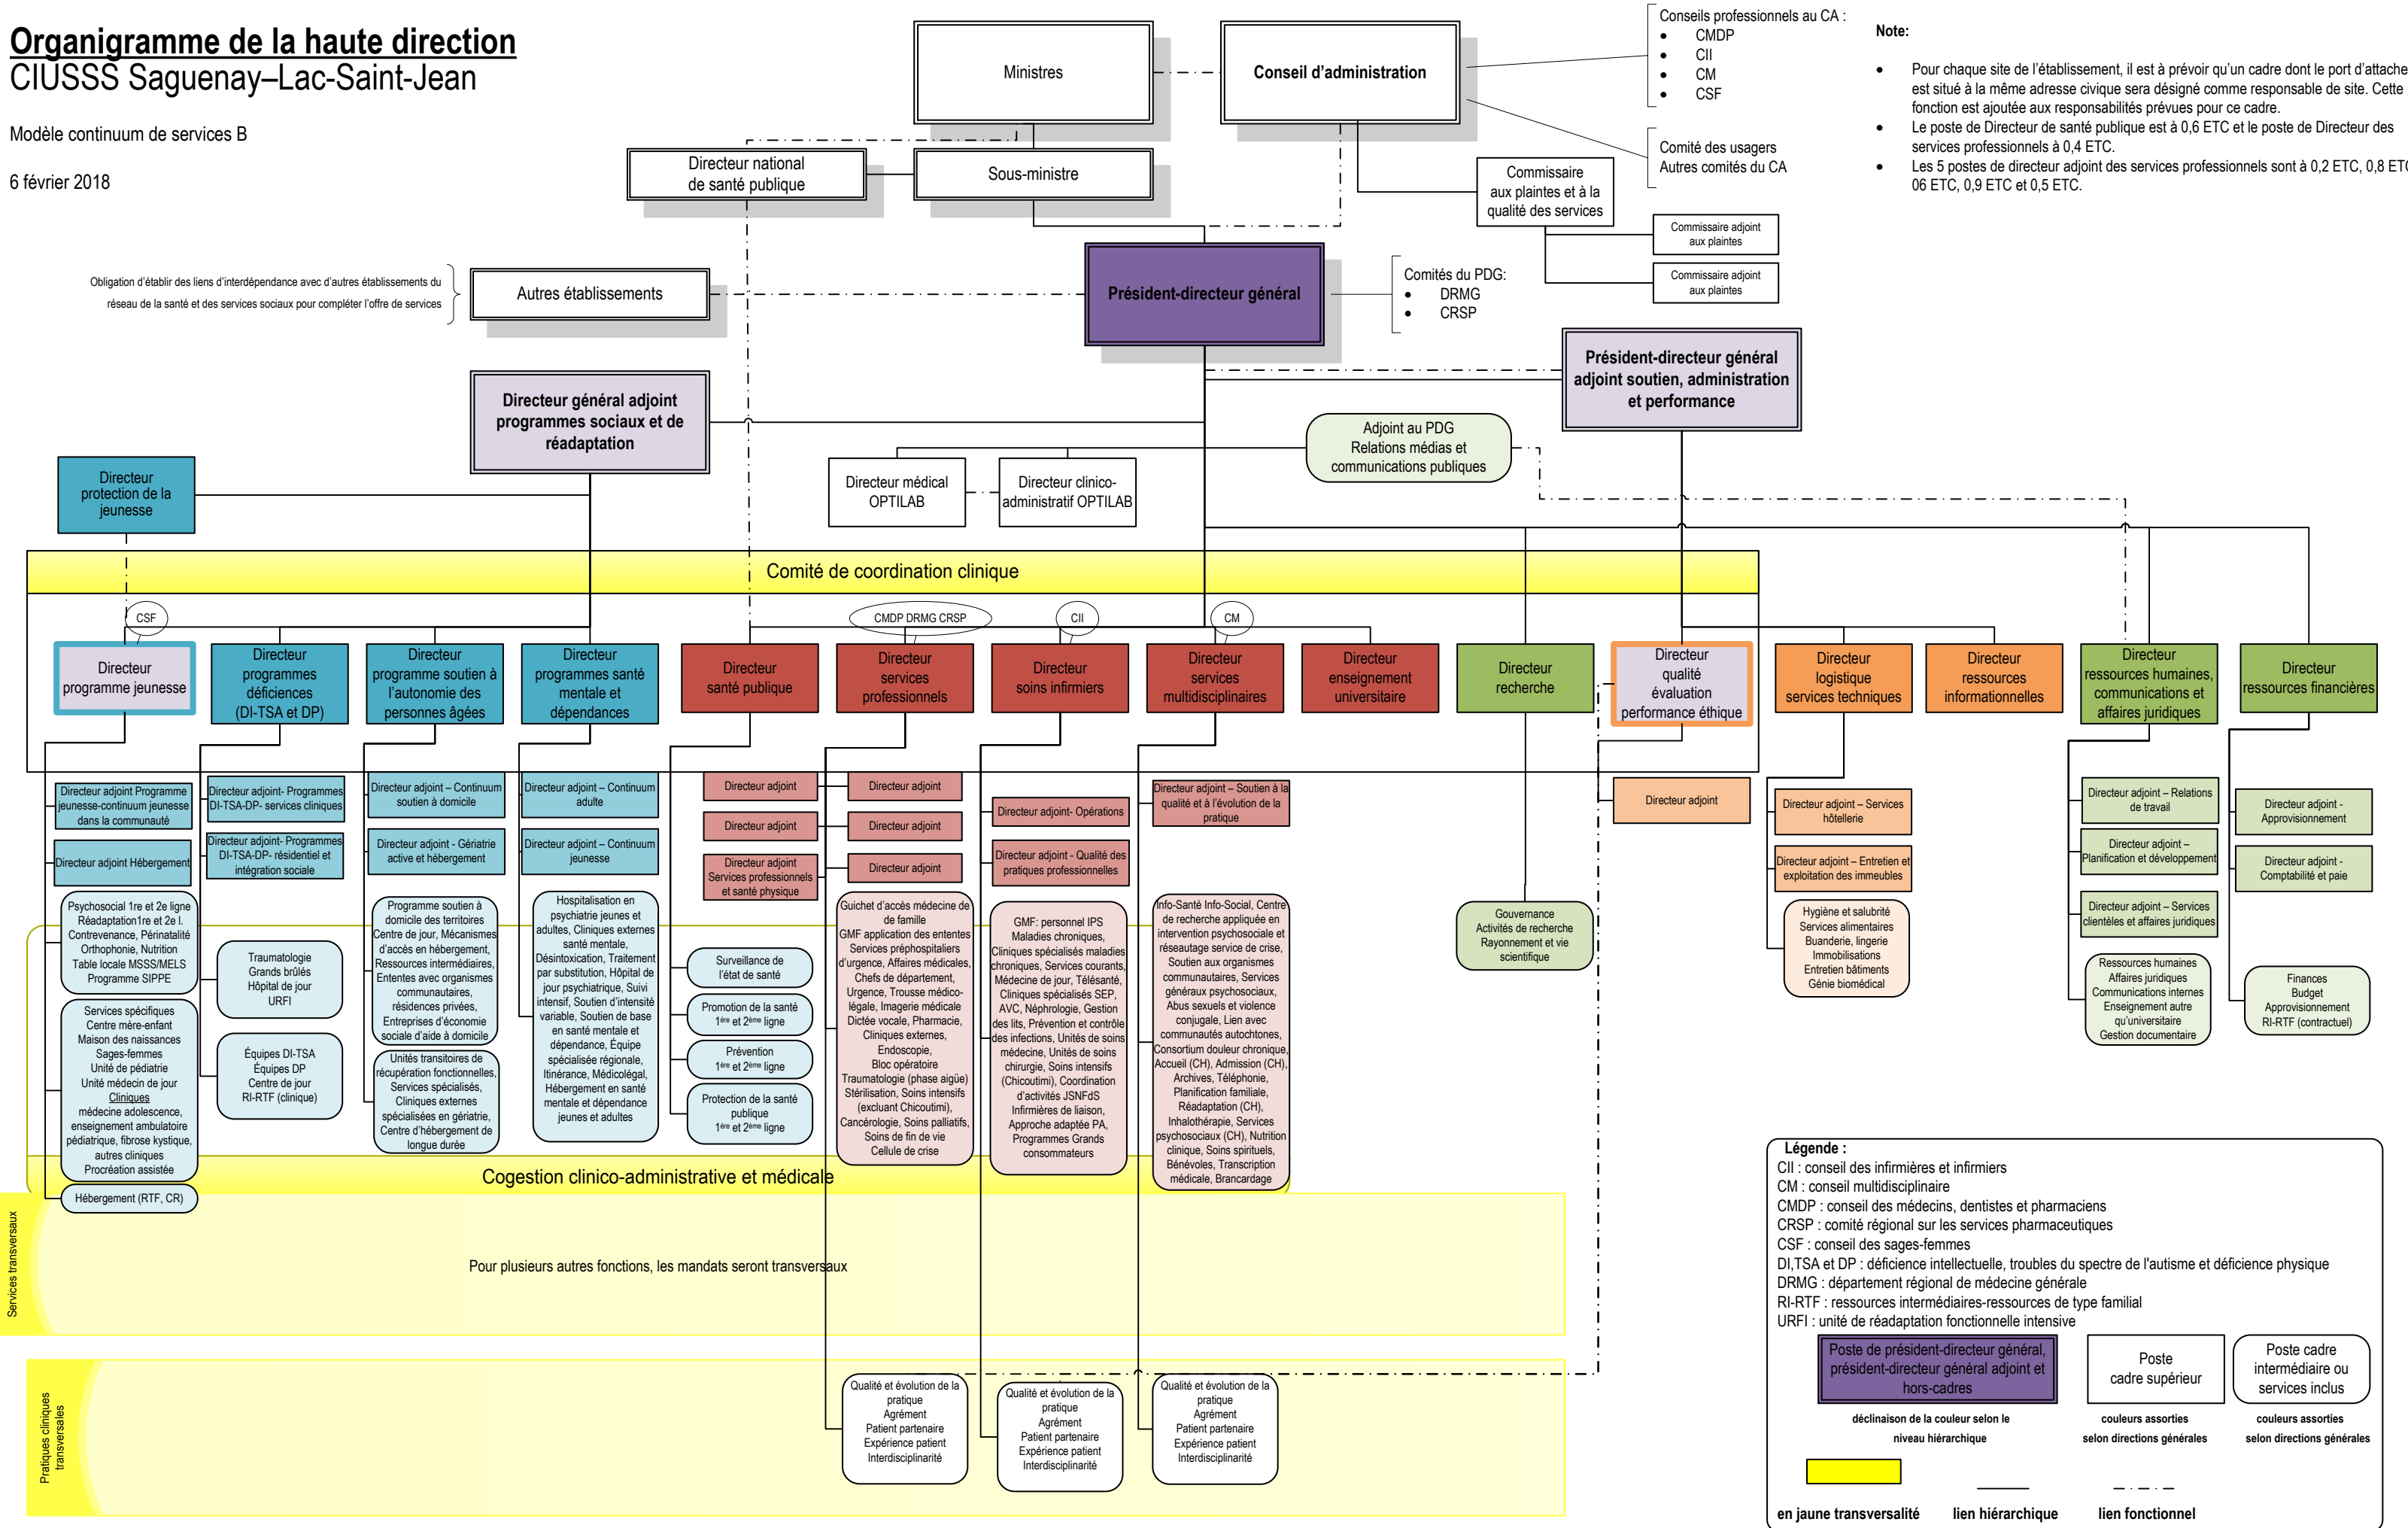 Organigramme de la haute direction
CIUSSS Saguenay–Lac-Saint-Jean
Modèle continuum de services B
6 février 2018
Ministres
Conseil d'administration
Conseils professionnels au CA :
• CMDP
• CII
• CM
• CSF
Comité des usagers
Autres comités du CA
Note:
• Pour chaque site de l'établissement, il est à prévoir qu'un cadre dont le port d'attache
est situé à la même adresse civique sera désigné comme responsable de site. Cette
fonction est ajoutée aux responsabilités prévues pour ce cadre.
• Le poste de Directeur de santé publique est à 0,6 ETC et le poste de Directeur des
services professionnels à 0,4 ETC.
• Les 5 postes de directeur adjoint des services professionnels sont à 0,2 ETC, 0,8 ETC
06 ETC, 0,9 ETC et 0,5 ETC.
Directeur national
de santé publique
Sous-ministre
Commissaire
aux plaintes et à la
qualité des services
Commissaire adjoint
aux plaintes
Commissaire adjoint
aux plaintes
Obligation d'établir des liens d'interdépendance avec d'autres établissements du
réseau de la santé et des services sociaux pour compléter l'offre de services
Autres établissements
Président-directeur général
Comités du PDG:
• DRMG
• CRSP
Président-directeur général
adjoint soutien, administration
et performance
Directeur général adjoint
programmes sociaux et de
réadaptation
Adjoint au PDG
Relations médias et
communications publiques
Directeur
protection de la
jeunesse
Directeur médical
OPTILAB
Directeur clinico-
administratif OPTILAB
Comité de coordination clinique
CSF
CMDP DRMG CRSP
CII
CM
Directeur
programme jeunesse
Directeur
programmes
déficiences
(DI-TSA et DP)
Directeur
programme soutien à
l'autonomie des
personnes âgées
Directeur
programmes santé
mentale et
dépendances
Directeur
santé publique
Directeur
services
professionnels
Directeur
soins infirmiers
Directeur
services
multidisciplinaires
Directeur
enseignement
universitaire
Directeur
recherche
Directeur
qualité
évaluation
performance éthique
Directeur
logistique
services techniques
Directeur
ressources
informationnelles
Directeur
ressources humaines,
communications et
affaires juridiques
Directeur
ressources financières
Directeur adjoint Programme
jeunesse-continuum jeunesse
dans la communauté
Directeur adjoint Hébergement
Psychosocial 1re et 2e ligne
Réadaptation1re et 2e l.
Contrevenance, Périnatalité
Orthophonie, Nutrition
Table locale MSSS/MELS
Programme SIPPE
Services spécifiques
Centre mère-enfant
Maison des naissances
Sages-femmes
Unité de pédiatrie
Unité médecin de jour
Cliniques
médecine adolescence,
enseignement ambulatoire
pédiatrique, fibrose kystique,
autres cliniques
Procréation assistée
Hébergement (RTF, CR)
Directeur adjoint- Programmes
DI-TSA-DP- services cliniques
Directeur adjoint- Programmes
DI-TSA-DP- résidentiel et
intégration sociale
Traumatologie
Grands brûlés
Hôpital de jour
URFI
Équipes DI-TSA
Équipes DP
Centre de jour
RI-RTF (clinique)
Directeur adjoint – Continuum
soutien à domicile
Directeur adjoint - Gériatrie
active et hébergement
Programme soutien à
domicile des territoires
Centre de jour, Mécanismes
d'accès en hébergement,
Ressources intermédiaires,
Ententes avec organismes
communautaires,
résidences privées,
Entreprises d'économie
sociale d'aide à domicile
Unités transitoires de
récupération fonctionnelles,
Services spécialisés,
Cliniques externes
spécialisées en gériatrie,
Centre d'hébergement de
longue durée
Directeur adjoint – Continuum
adulte
Directeur adjoint – Continuum
jeunesse
Hospitalisation en
psychiatrie jeunes et
adultes, Cliniques externes
santé mentale,
Désintoxication, Traitement
par substitution, Hôpital de
jour psychiatrique, Suivi
intensif, Soutien d'intensité
variable, Soutien de base
en santé mentale et
dépendance, Équipe
spécialisée régionale,
Itinérance, Médicolégal,
Hébergement en santé
mentale et dépendance
jeunes et adultes
Directeur adjoint
Directeur adjoint
Directeur adjoint
Services professionnels
et santé physique
Surveillance de
l'état de santé
Promotion de la santé
1ère et 2ème ligne
Prévention
1ère et 2ème ligne
Protection de la santé
publique
1ère et 2ème ligne
Directeur adjoint
Directeur adjoint
Directeur adjoint
Guichet d'accès médecine de
de famille
GMF application des ententes
Services préhospitaliers
d'urgence, Affaires médicales,
Chefs de département,
Urgence, Trousse médico-
légale, Imagerie médicale
Dictée vocale, Pharmacie,
Cliniques externes,
Endoscopie,
Bloc opératoire
Traumatologie (phase aigüe)
Stérilisation, Soins intensifs
(excluant Chicoutimi),
Cancérologie, Soins palliatifs,
Soins de fin de vie
Cellule de crise
Directeur adjoint- Opérations
Directeur adjoint - Qualité des
pratiques professionnelles
GMF: personnel IPS
Maladies chroniques,
Cliniques spécialisés maladies
chroniques, Services courants,
Médecine de jour, Télésanté,
Cliniques spécialisés SEP,
AVC, Néphrologie, Gestion
des lits, Prévention et contrôle
des infections, Unités de soins
médecine, Unités de soins
chirurgie, Soins intensifs
(Chicoutimi), Coordination
d'activités JSNFdS
Infirmières de liaison,
Approche adaptée PA,
Programmes Grands
consommateurs
Directeur adjoint – Soutien à la
qualité et à l'évolution de la
pratique
Info-Santé Info-Social, Centre
de recherche appliquée en
intervention psychosociale et
réseautage service de crise,
Soutien aux organismes
communautaires, Services
généraux psychosociaux,
Abus sexuels et violence
conjugale, Lien avec
communautés autochtones,
Consortium douleur chronique,
Accueil (CH), Admission (CH),
Archives, Téléphonie,
Planification familiale,
Réadaptation (CH),
Inhalothérapie, Services
psychosociaux (CH), Nutrition
clinique, Soins spirituels,
Bénévoles, Transcription
médicale, Brancardage
Gouvernance
Activités de recherche
Rayonnement et vie
scientifique
Directeur adjoint
Directeur adjoint – Services
hôtellerie
Directeur adjoint – Entretien et
exploitation des immeubles
Hygiène et salubrité
Services alimentaires
Buanderie, lingerie
Immobilisations
Entretien bâtiments
Génie biomédical
Directeur adjoint – Relations
de travail
Directeur adjoint –
Planification et développement
Directeur adjoint – Services
clientèles et affaires juridiques
Ressources humaines
Affaires juridiques
Communications internes
Enseignement autre
qu'universitaire
Gestion documentaire
Directeur adjoint -
Approvisionnement
Directeur adjoint -
Comptabilité et paie
Finances
Budget
Approvisionnement
RI-RTF (contractuel)
Cogestion clinico-administrative et médicale
Services transversaux
Pour plusieurs autres fonctions, les mandats seront transversaux
Pratiques cliniques
transversales
Qualité et évolution de la
pratique
Agrément
Patient partenaire
Expérience patient
Interdisciplinarité
Qualité et évolution de la
pratique
Agrément
Patient partenaire
Expérience patient
Interdisciplinarité
Qualité et évolution de la
pratique
Agrément
Patient partenaire
Expérience patient
Interdisciplinarité
Légende :
CII : conseil des infirmières et infirmiers
CM : conseil multidisciplinaire
CMDP : conseil des médecins, dentistes et pharmaciens
CRSP : comité régional sur les services pharmaceutiques
CSF : conseil des sages-femmes
DI,TSA et DP : déficience intellectuelle, troubles du spectre de l'autisme et déficience physique
DRMG : département régional de médecine générale
RI-RTF : ressources intermédiaires-ressources de type familial
URFI : unité de réadaptation fonctionnelle intensive
Poste de président-directeur général,
président-directeur général adjoint et
hors-cadres
Poste
cadre supérieur
Poste cadre
intermédiaire ou
services inclus
déclinaison de la couleur selon le
niveau hiérarchique
couleurs assorties
selon directions générales
couleurs assorties
selon directions générales
en jaune transversalité
lien hiérarchique
lien fonctionnel